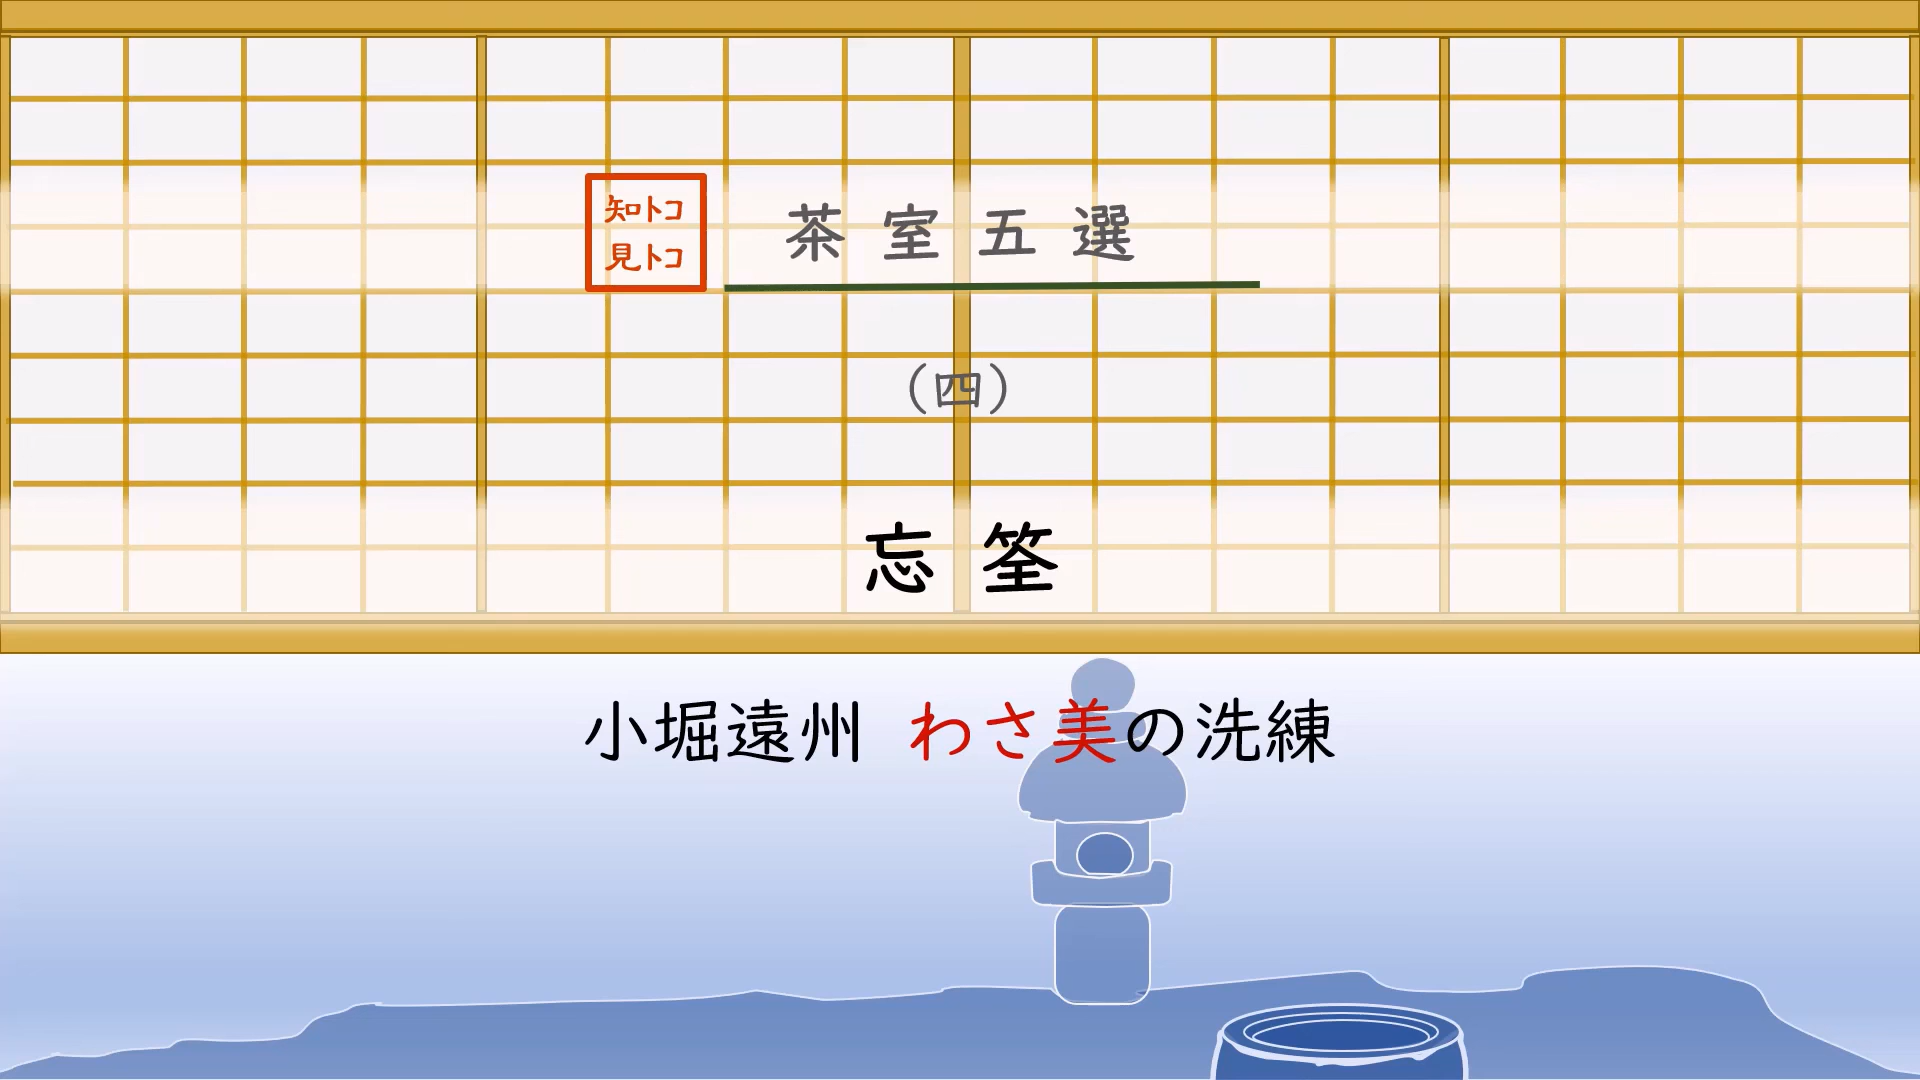 知トコ
見トコ
茶室五選
（四）
忘筌
小堀遠州 わさ美の洗練